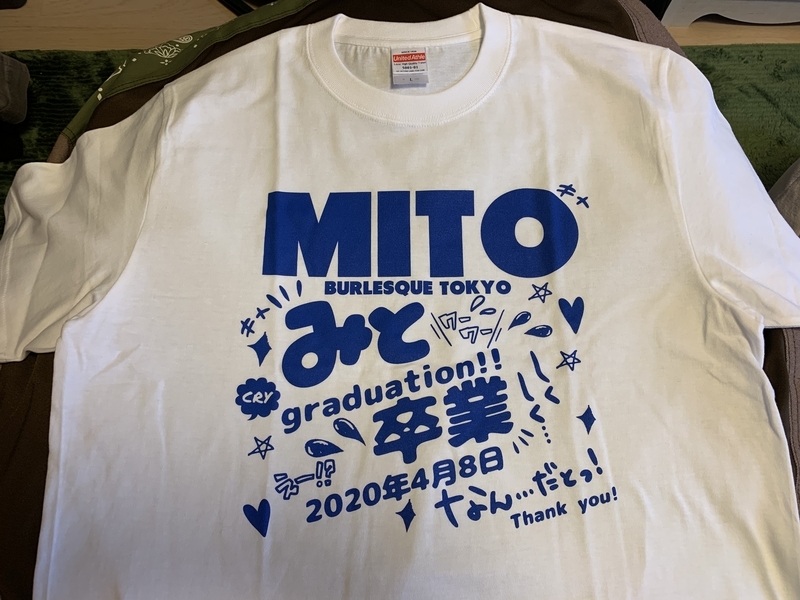 United Athle
L
MITO
キャ
BURLESQUE TOKYO
キャ
みと
ワー
ワー
CRY
graduation!!
卒業
しくしく…
えー!?
2020年4月8日
なん…だとっ!
Thank you!